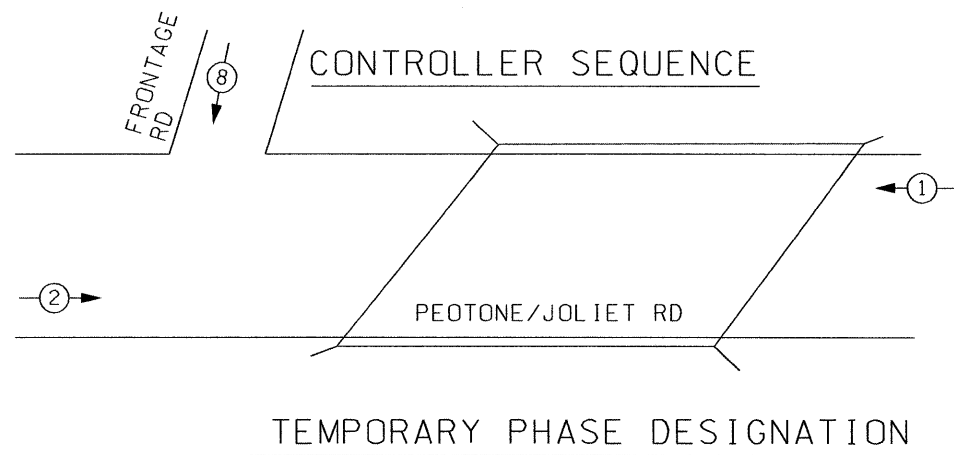 FRONTAGE
RD
8
CONTROLLER SEQUENCE
1
2
PEOTONE/JOLIET RD
TEMPORARY PHASE DESIGNATION